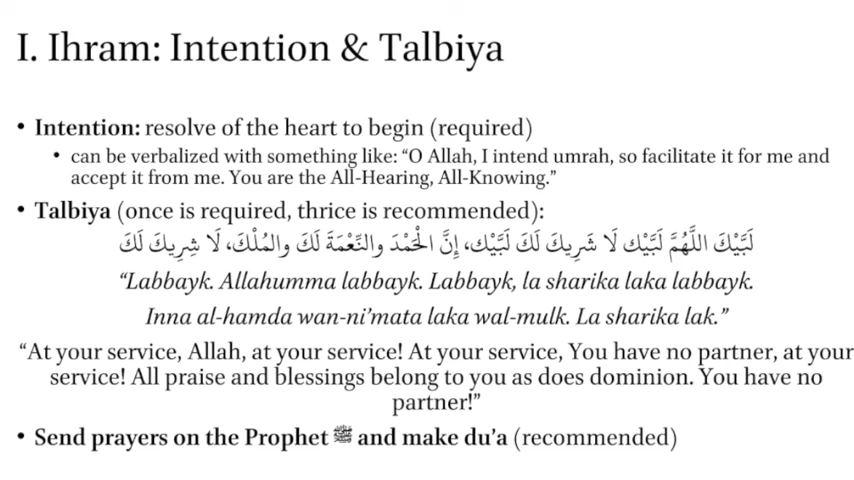 I. Ihram: Intention & Talbiya
• Intention: resolve of the heart to begin (required)
• can be verbalized with something like: “O Allah, I intend umrah, so facilitate it for me and
accept it from me. You are the All-Hearing, All-Knowing.”
• Talbiya (once is required, thrice is recommended):
لَبَّيْكَ اللَّهُمَّ لَبَّيْك لَبَّيْك لَا شَرِيكَ لَكَ لَبَّيْك، إِنَّ الْحَمْدَ والنِّعْمَةَ لَكَ والمُلْكَ، لَا شِرِيكَ لَكَ
“Labbayk. Allahumma labbayk. Labbayk, la sharika laka labbayk.
Inna al-hamda wan-ni’mata laka wal-mulk. La sharika lak.”
“At your service, Allah, at your service! At your service, You have no partner, at your
service! All praise and blessings belong to you as does dominion. You have no
partner!”
• Send prayers on the Prophet ﷺ and make du’a (recommended)